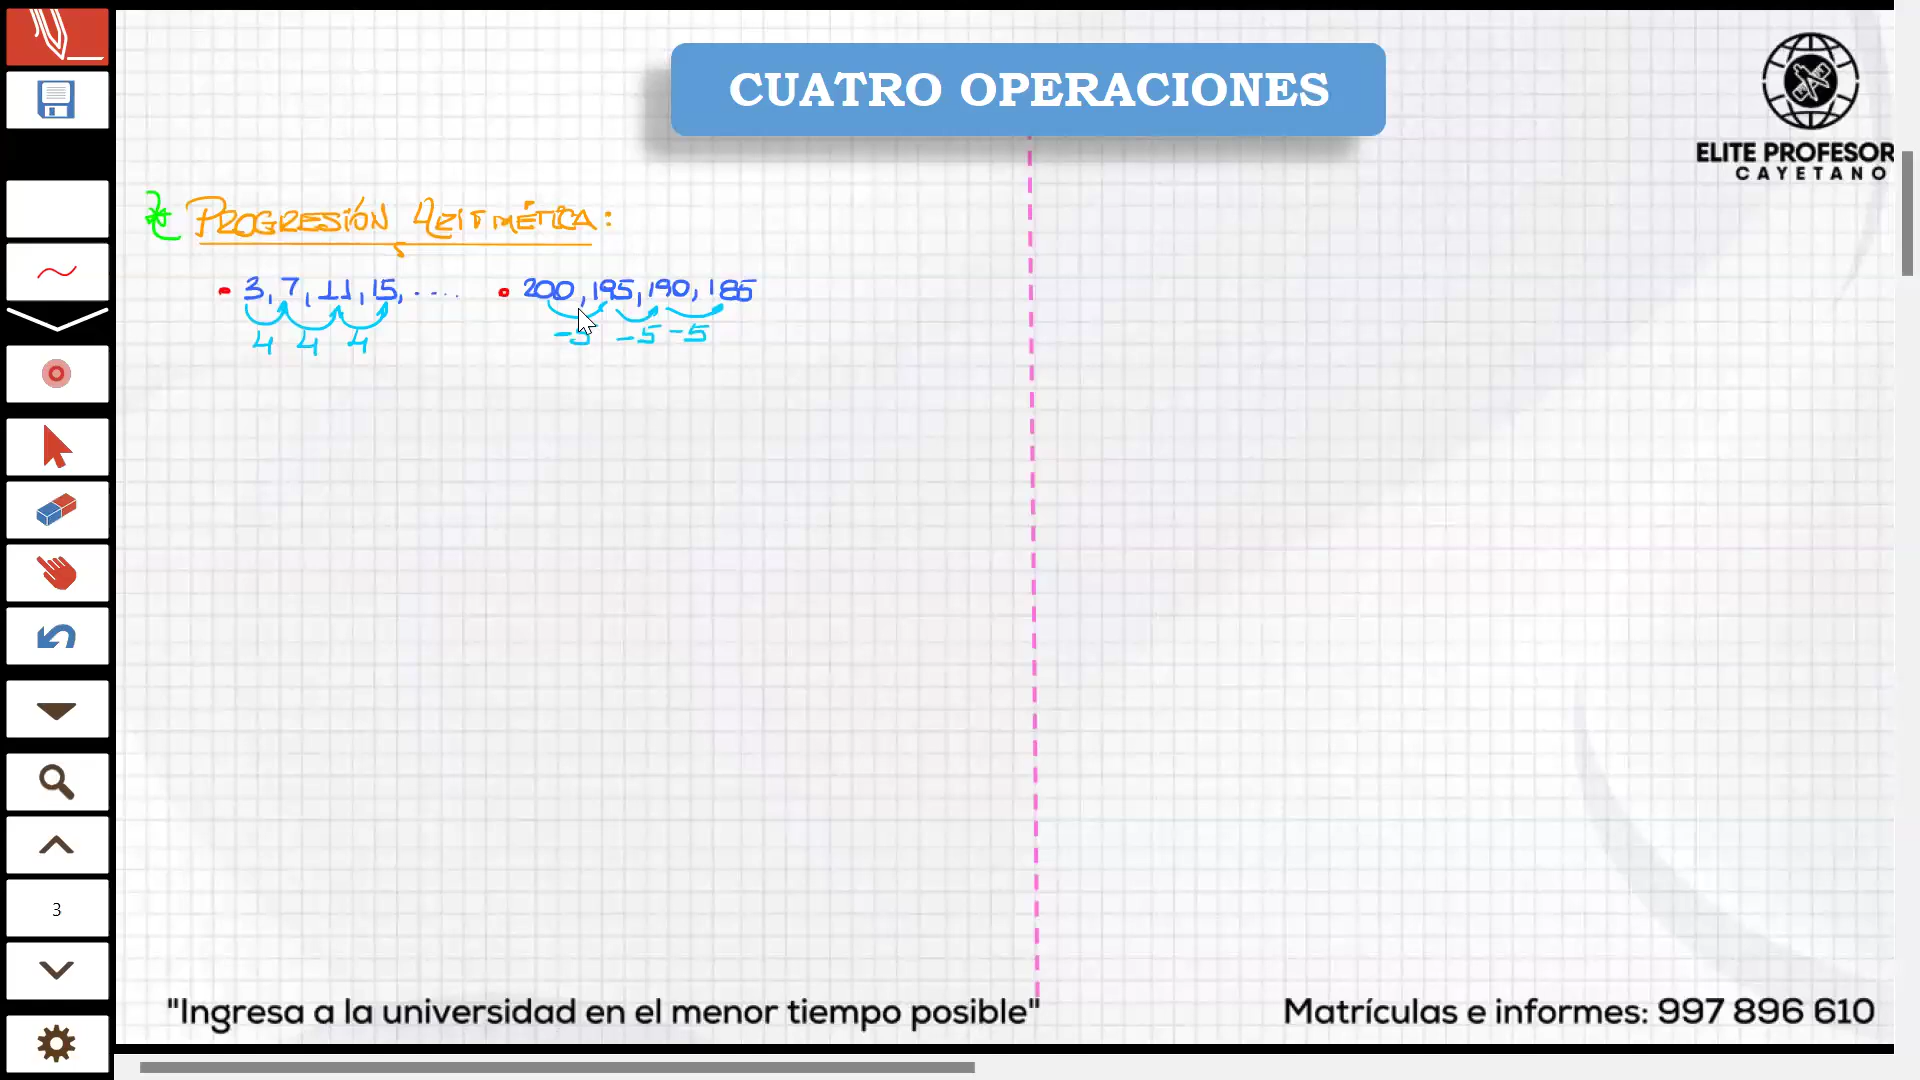 CUATRO OPERACIONES
ELITE PROFESOR
CAYETANO
* PROGRESIÓN ARITMÉTICA:
• 3, 7, 11, 15, .... • 200, 195, 190, 185
4 4 4 -5 -5 -5
3
"Ingresa a la universidad en el menor tiempo posible" Matrículas e informes: 997 896 610